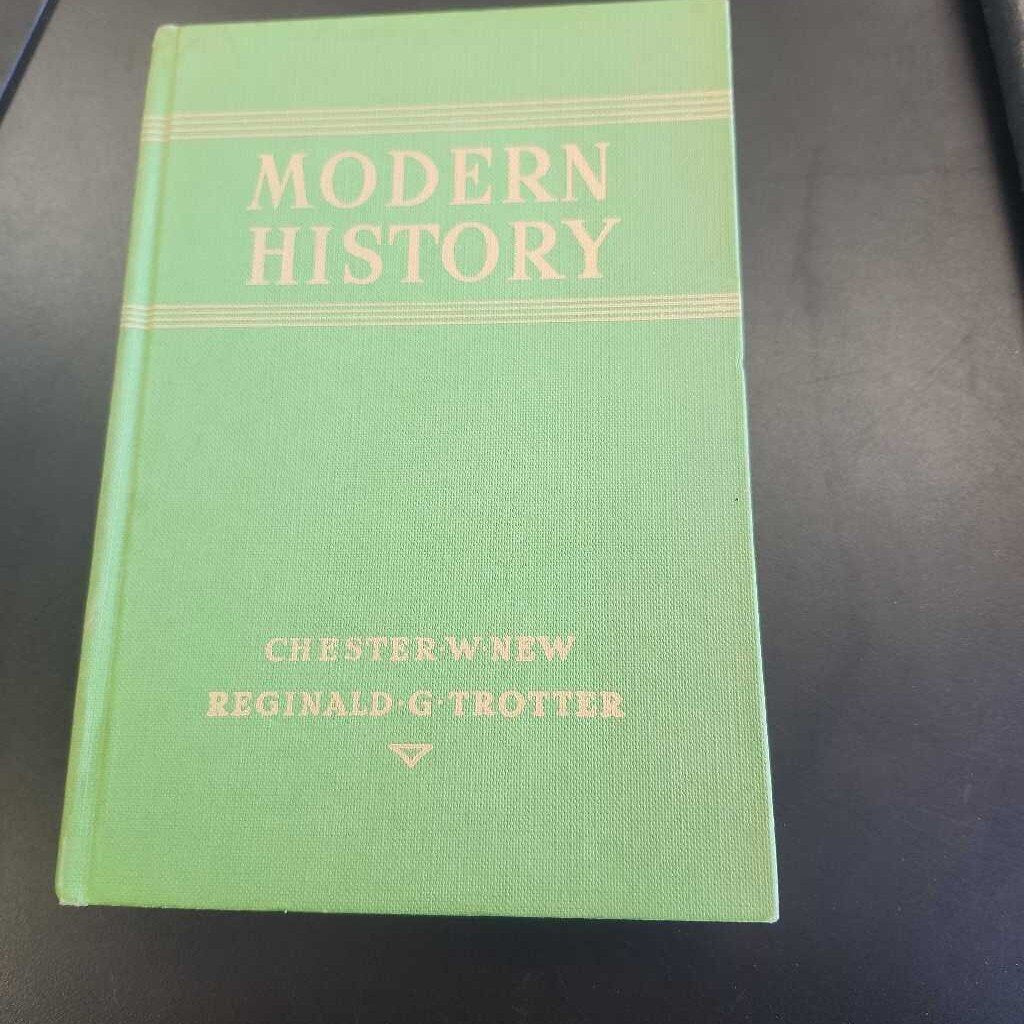 MODERN
HISTORY
CHESTER·W·NEW
REGINALD·G·TROTTER